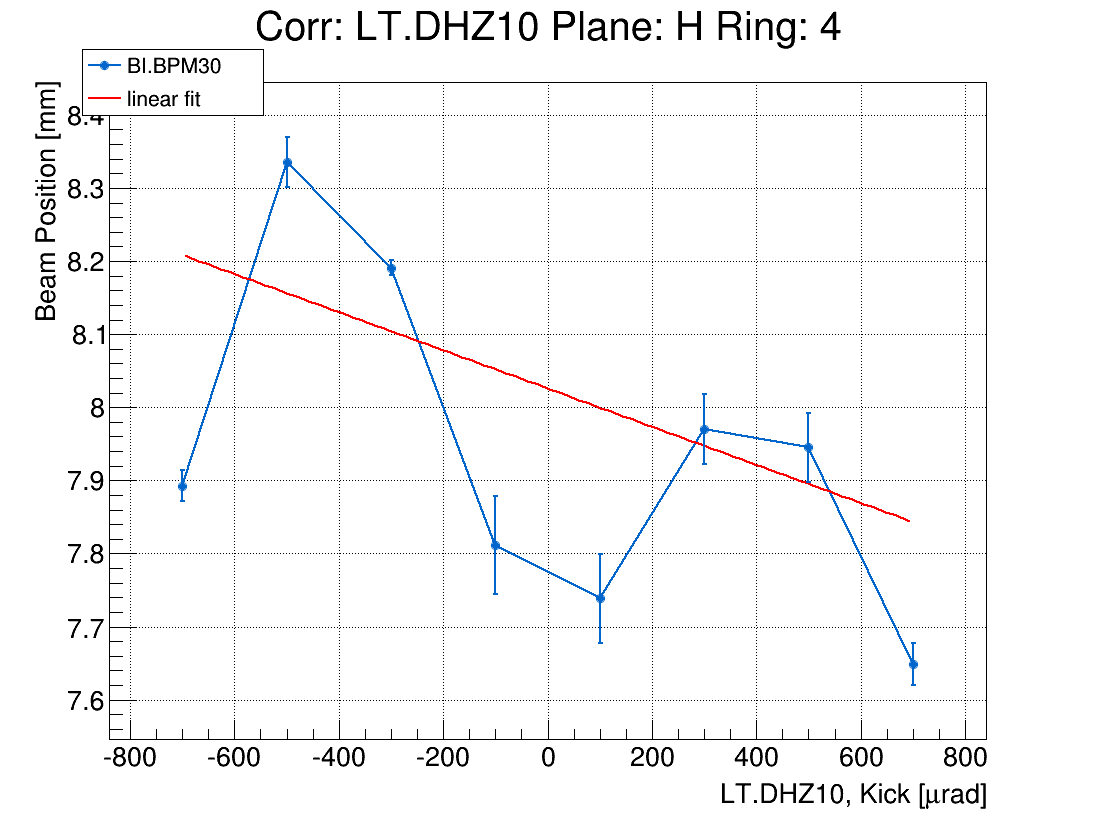 Corr: LT.DHZ10 Plane: H Ring: 4
BI.BPM30
linear fit
Beam Position [mm]
8.4
8.3
8.2
8.1
8
7.9
7.8
7.7
7.6
-800 -600 -400 -200 0 200 400 600 800
LT.DHZ10, Kick [μrad]